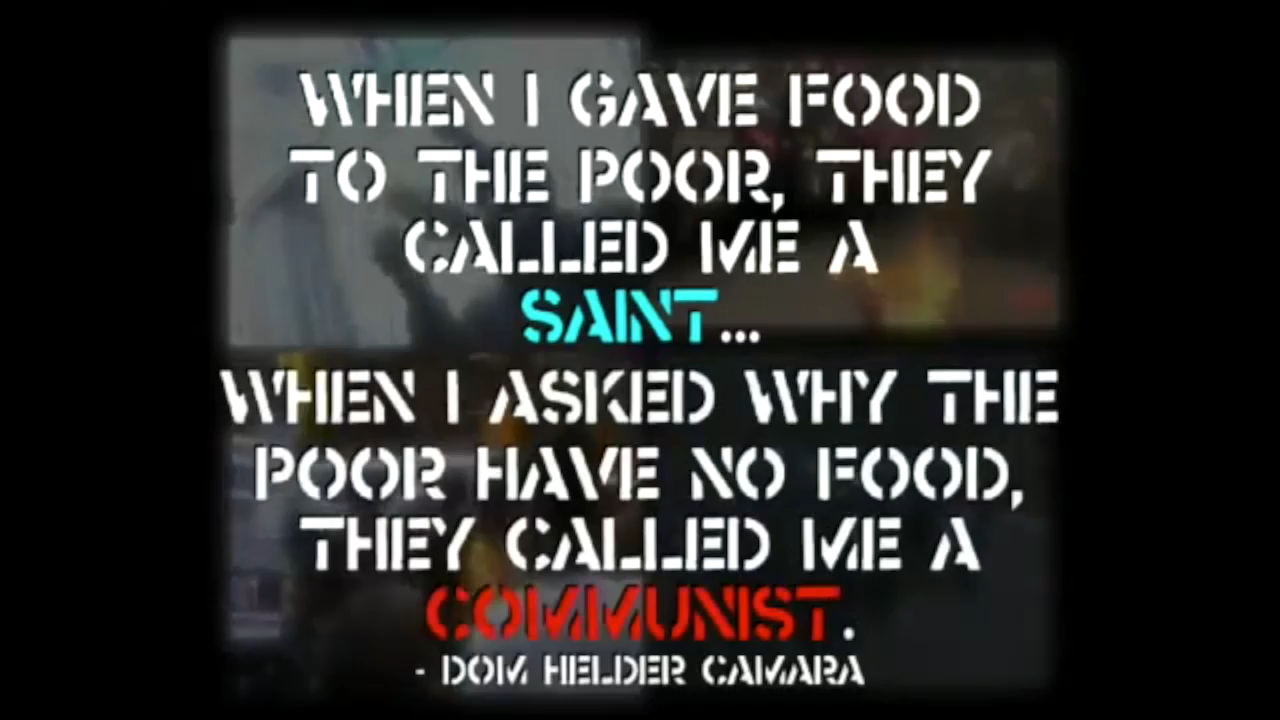 WHEN I GAVE FOOD
TO THE POOR, THEY
CALLED ME A
SAINT...
WHEN I ASKED WHY THE
POOR HAVE NO FOOD,
THEY CALLED ME A
COMMUNIST.
- DOM HELDER CAMARA